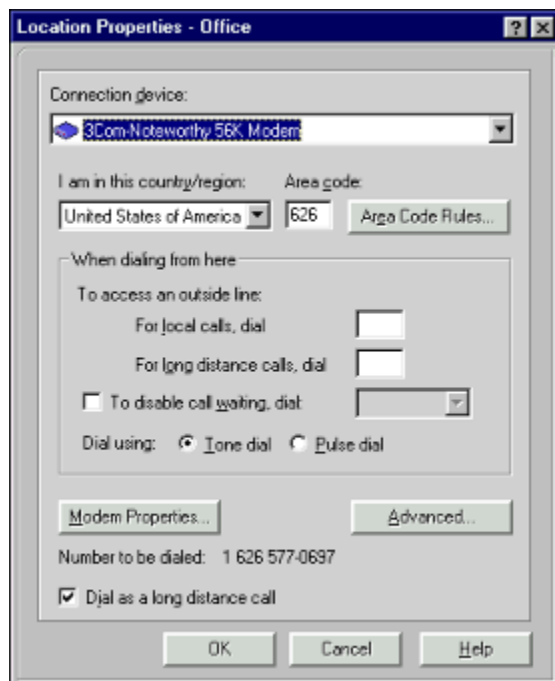 Location Properties - Office
Connection device:
3Com-Noteworthy 56K Modem
I am in this country/region: Area code:
United States of America 626 Area Code Rules...
When dialing from here
To access an outside line:
For local calls, dial
For long distance calls, dial
To disable call waiting, dial:
Dial using: Tone dial Pulse dial
Modem Properties... Advanced...
Number to be dialed: 1 626 577-0697
Dial as a long distance call
OK Cancel Help